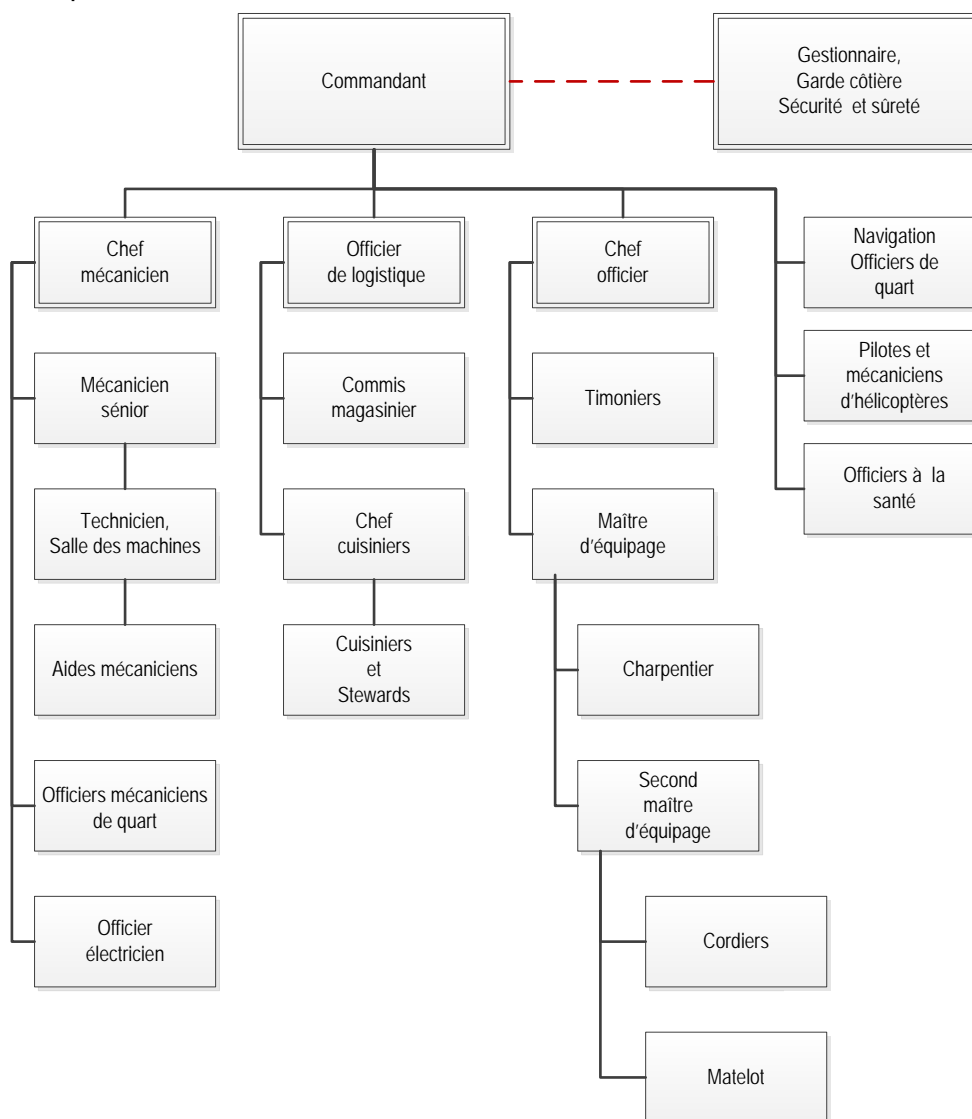 Commandant
Gestionnaire,
Garde côtière
Sécurité et sûreté
Chef
mécanicien
Officier
de logistique
Chef
officier
Navigation
Officiers de
quart
Mécanicien
sénior
Commis
magasinier
Timoniers
Pilotes et
mécaniciens
d'hélicoptères
Technicien,
Salle des machines
Chef
cuisiniers
Maître
d'équipage
Officiers à la
santé
Aides mécaniciens
Cuisiniers
et
Stewards
Charpentier
Officiers mécaniciens
de quart
Second
maître
d'équipage
Officier
électricien
Cordiers
Matelot